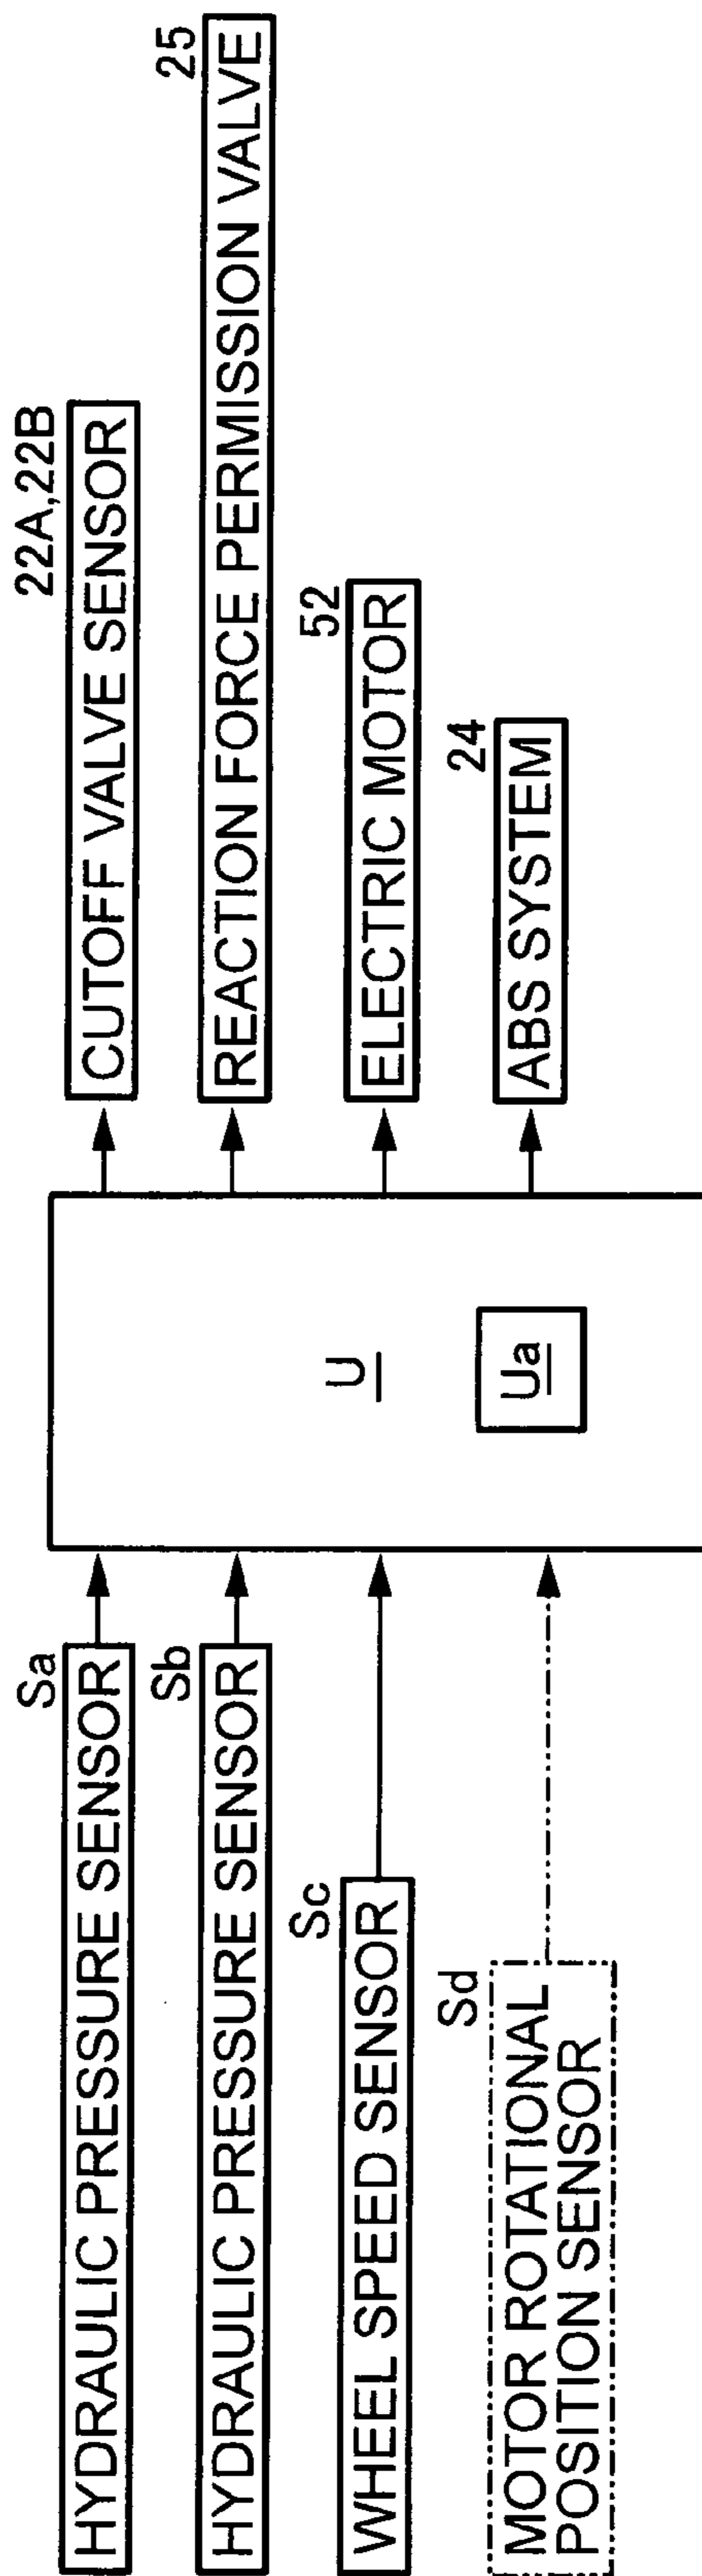 Sa
HYDRAULIC PRESSURE SENSOR
Sb
HYDRAULIC PRESSURE SENSOR
Sc
WHEEL SPEED SENSOR
Sd
MOTOR ROTATIONAL
POSITION SENSOR
U
Ua
22A,22B
CUTOFF VALVE SENSOR
25
REACTION FORCE PERMISSION VALVE
52
ELECTRIC MOTOR
24
ABS SYSTEM